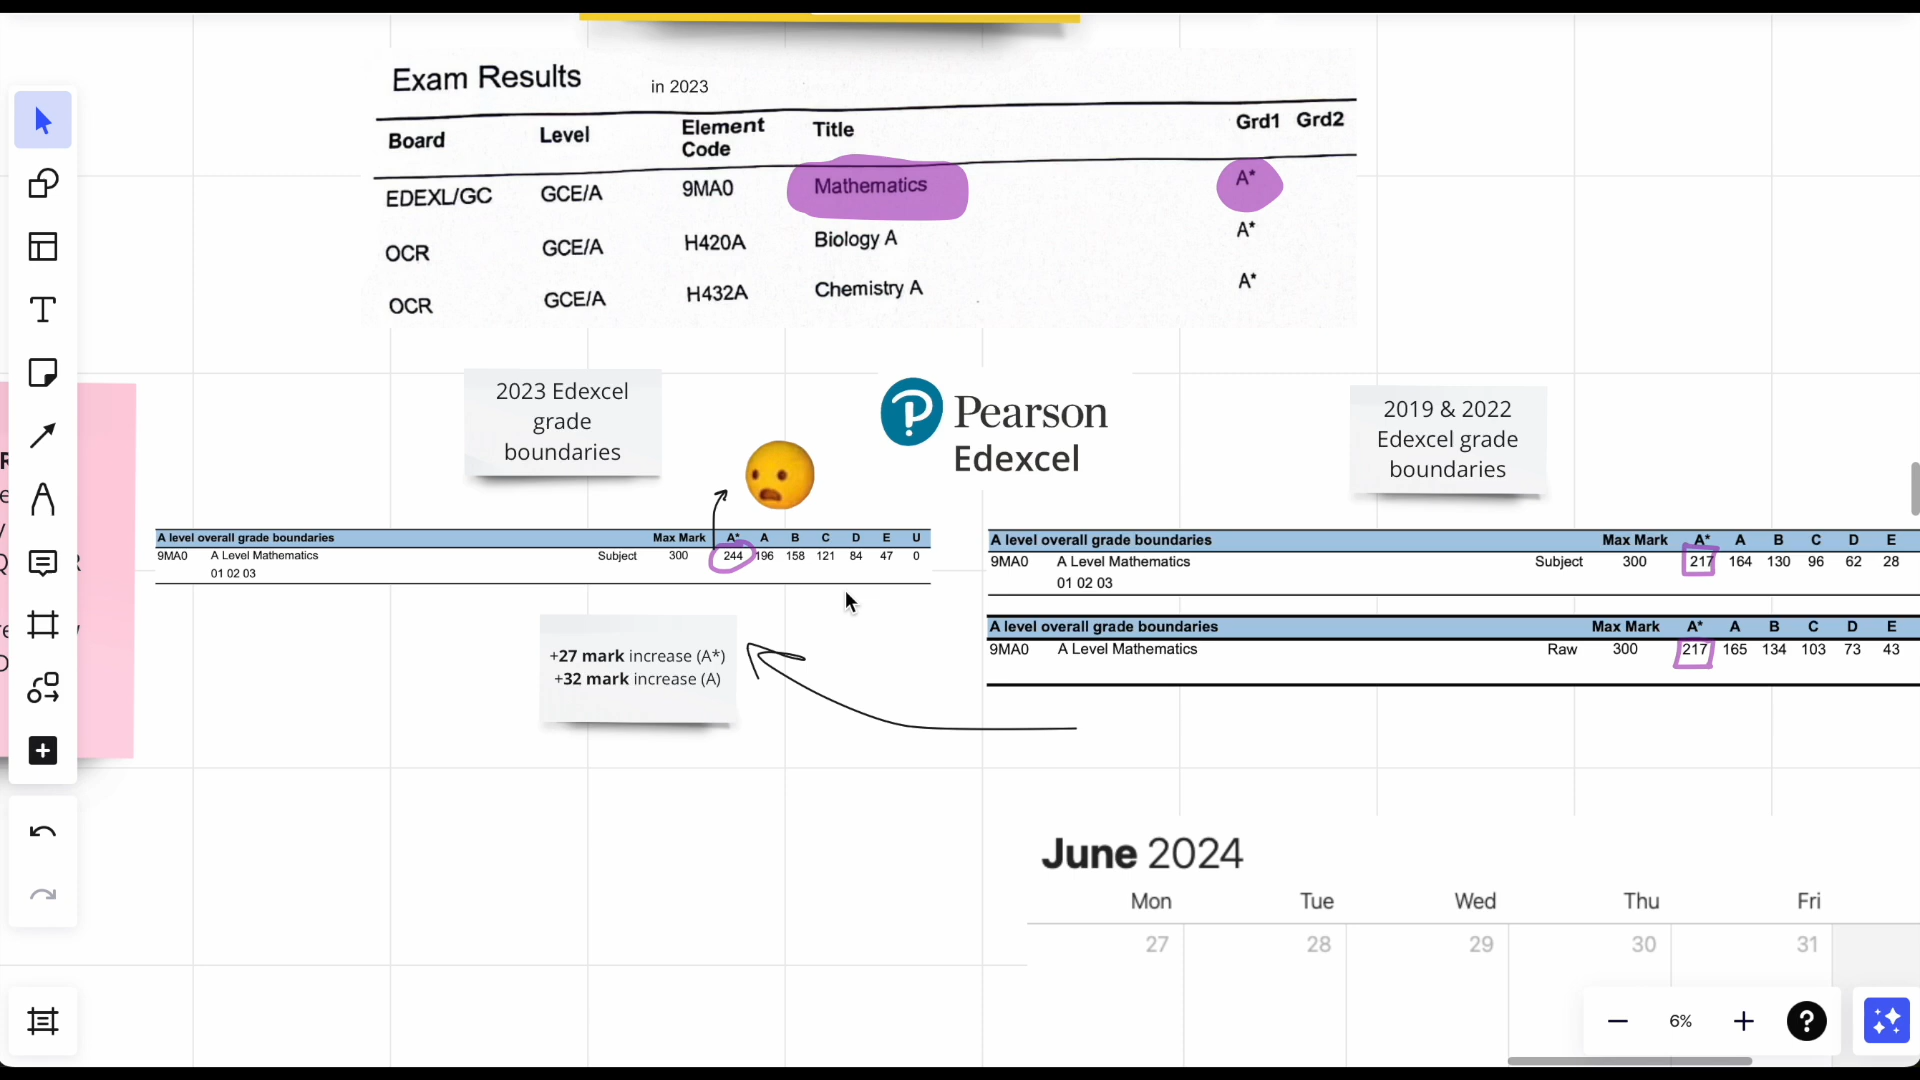 Exam Results in 2023
Board Level Element Code Title Grd1 Grd2
EDEXL/GC GCE/A 9MA0 Mathematics A*
OCR GCE/A H420A Biology A A*
OCR GCE/A H432A Chemistry A A*
2023 Edexcel
grade
boundaries
Pearson
Edexcel
2019 & 2022
Edexcel grade
boundaries
A level overall grade boundaries Max Mark A* A B C D E U
9MA0 A Level Mathematics Subject 300 244 196 158 121 84 47 0
01 02 03
A level overall grade boundaries Max Mark A* A B C D E
9MA0 A Level Mathematics Subject 300 217 164 130 96 62 28
01 02 03
A level overall grade boundaries Max Mark A* A B C D E
9MA0 A Level Mathematics Raw 300 217 165 134 103 73 43
+27 mark increase (A*)
+32 mark increase (A)
June 2024
Mon Tue Wed Thu Fri
27 28 29 30 31
6%